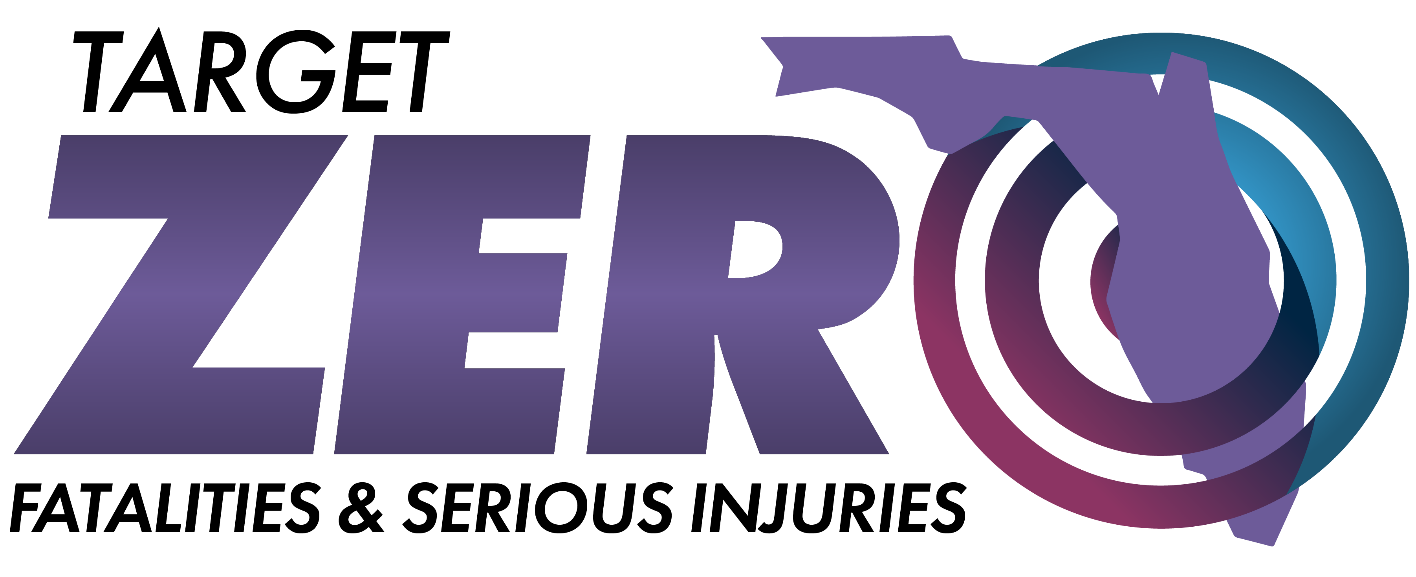 TARGET
ZERO
FATALITIES & SERIOUS INJURIES